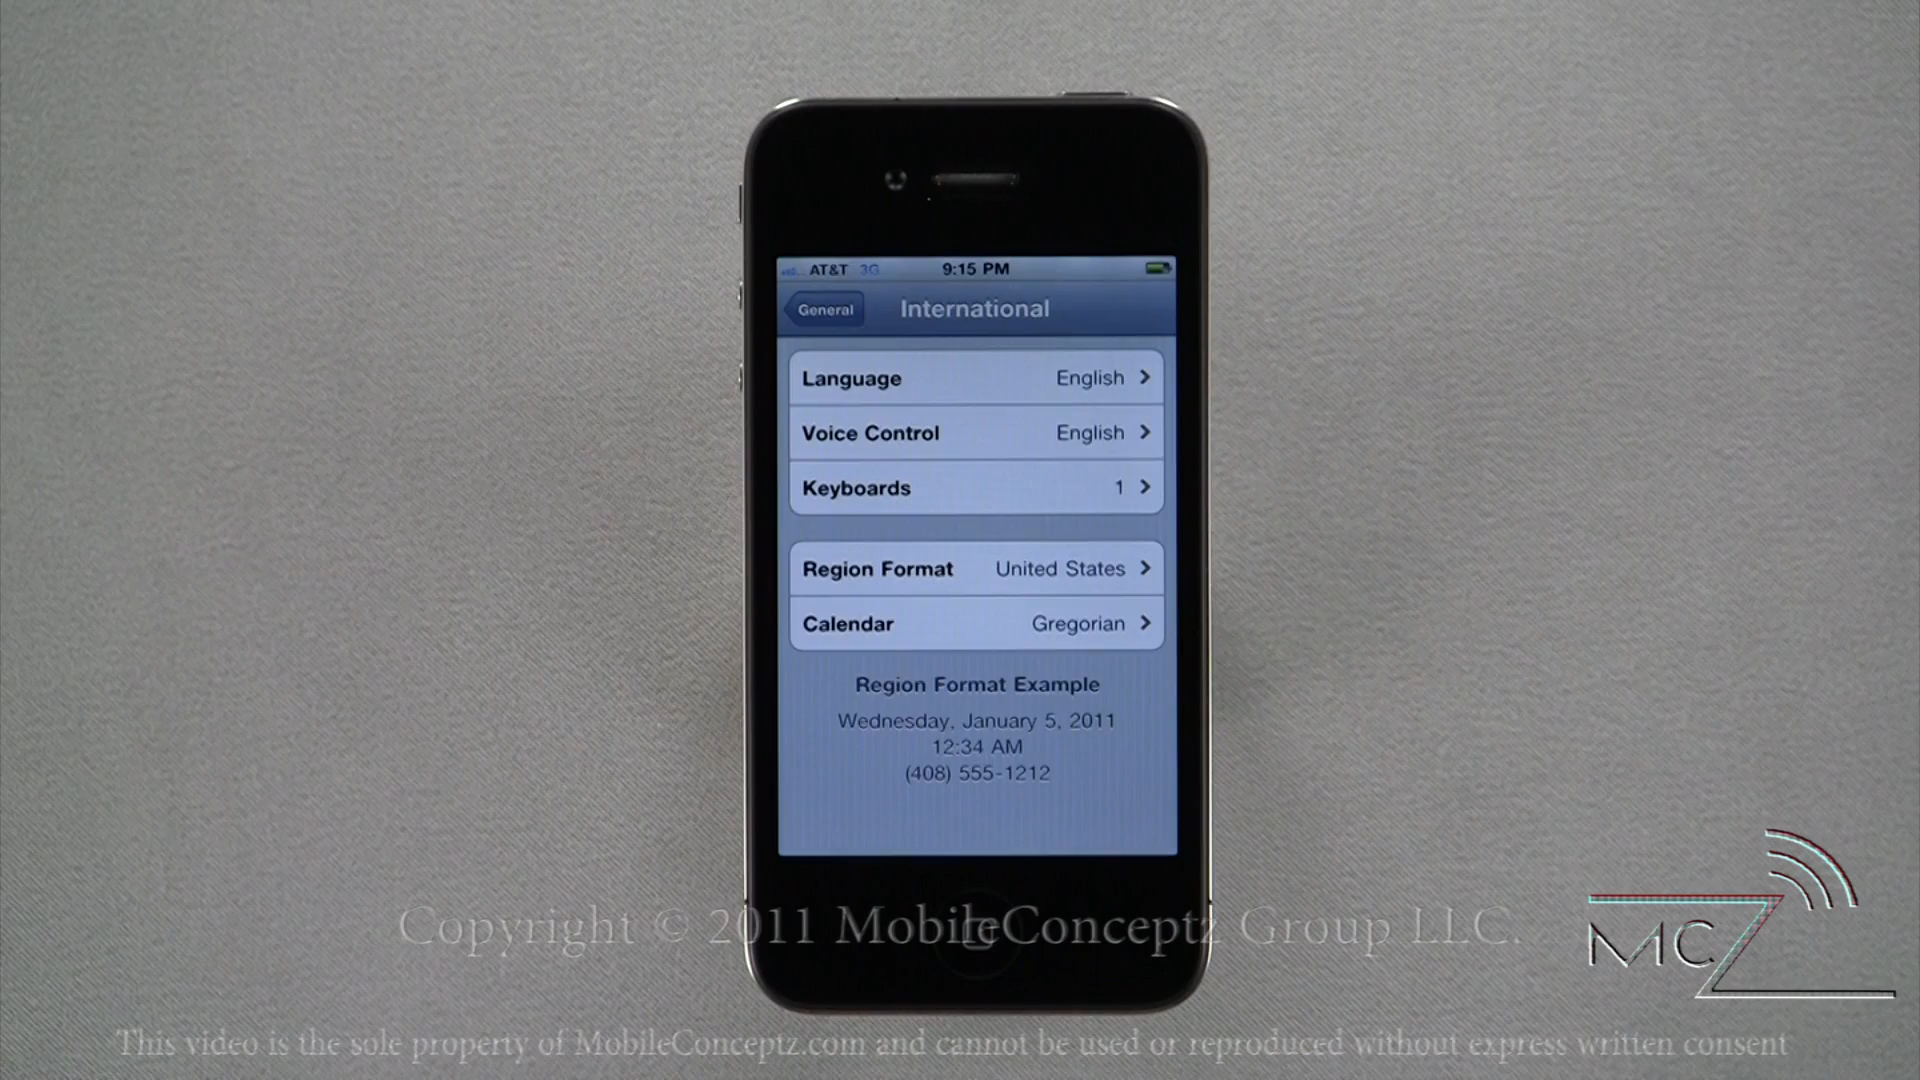 AT&T 3G 9:15 PM
General International
Language English
Voice Control English
Keyboards 1
Region Format United States
Calendar Gregorian
Region Format Example
Wednesday, January 5, 2011
12:34 AM
(408) 555-1212
Copyright © 2011 MobileConceptz Group LLC.
MCZ
This video is the sole property of MobileConceptz.com and cannot be used or reproduced without express written consent